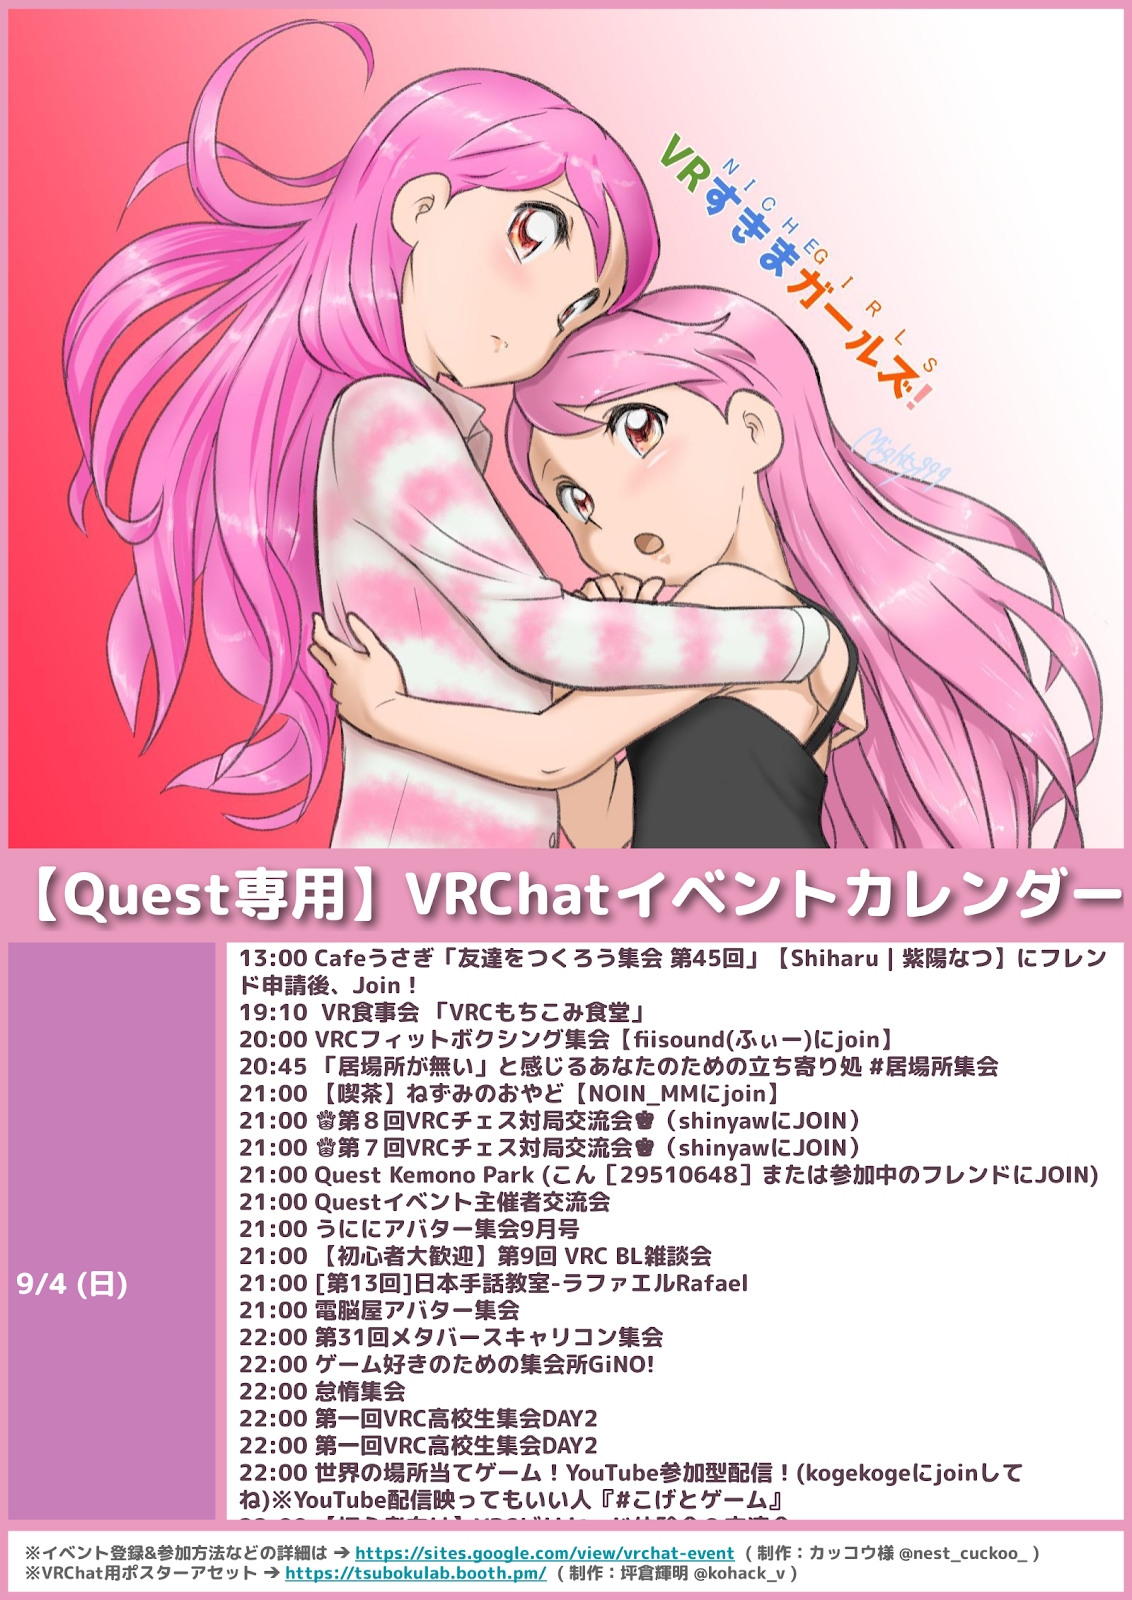 NICHE GIRLS
VRすきまガールズ!
Mighty999
【Quest専用】VRChatイベントカレンダー
9/4 (日)
13:00 Cafeうさぎ「友達をつくろう集会 第45回」【Shiharu | 紫陽なつ】にフレン
ド申請後、Join！
19:10 VR食事会 「VRCもちこみ食堂」
20:00 VRCフィットボクシング集会【fiisound(ふぃー)にjoin】
20:45 「居場所が無い」と感じるあなたのための立ち寄り処 #居場所集会
21:00 【喫茶】ねずみのおやど【NOIN_MMにjoin】
21:00 ♕第８回VRCチェス対局交流会♚（shinyawにJOIN）
21:00 ♕第７回VRCチェス対局交流会♚（shinyawにJOIN）
21:00 Quest Kemono Park (こん［29510648］または参加中のフレンドにJOIN)
21:00 Questイベント主催者交流会
21:00 うににアバター集会9月号
21:00 【初心者大歓迎】第9回 VRC BL雑談会
21:00 [第13回]日本手話教室-ラファエルRafael
21:00 電脳屋アバター集会
22:00 第31回メタバースキャリコン集会
22:00 ゲーム好きのための集会所GiNO!
22:00 怠惰集会
22:00 第一回VRC高校生集会DAY2
22:00 第一回VRC高校生集会DAY2
22:00 世界の場所当てゲーム！YouTube参加型配信！(kogekogeにjoinして
ね)※YouTube配信映ってもいい人『#こげとゲーム』
※イベント登録&参加方法などの詳細は ➔ https://sites.google.com/view/vrchat-event ( 制作：カッコウ様 @nest_cuckoo_ )
※VRChat用ポスターアセット ➔ https://tsubokulab.booth.pm/ ( 制作：坪倉輝明 @kohack_v )